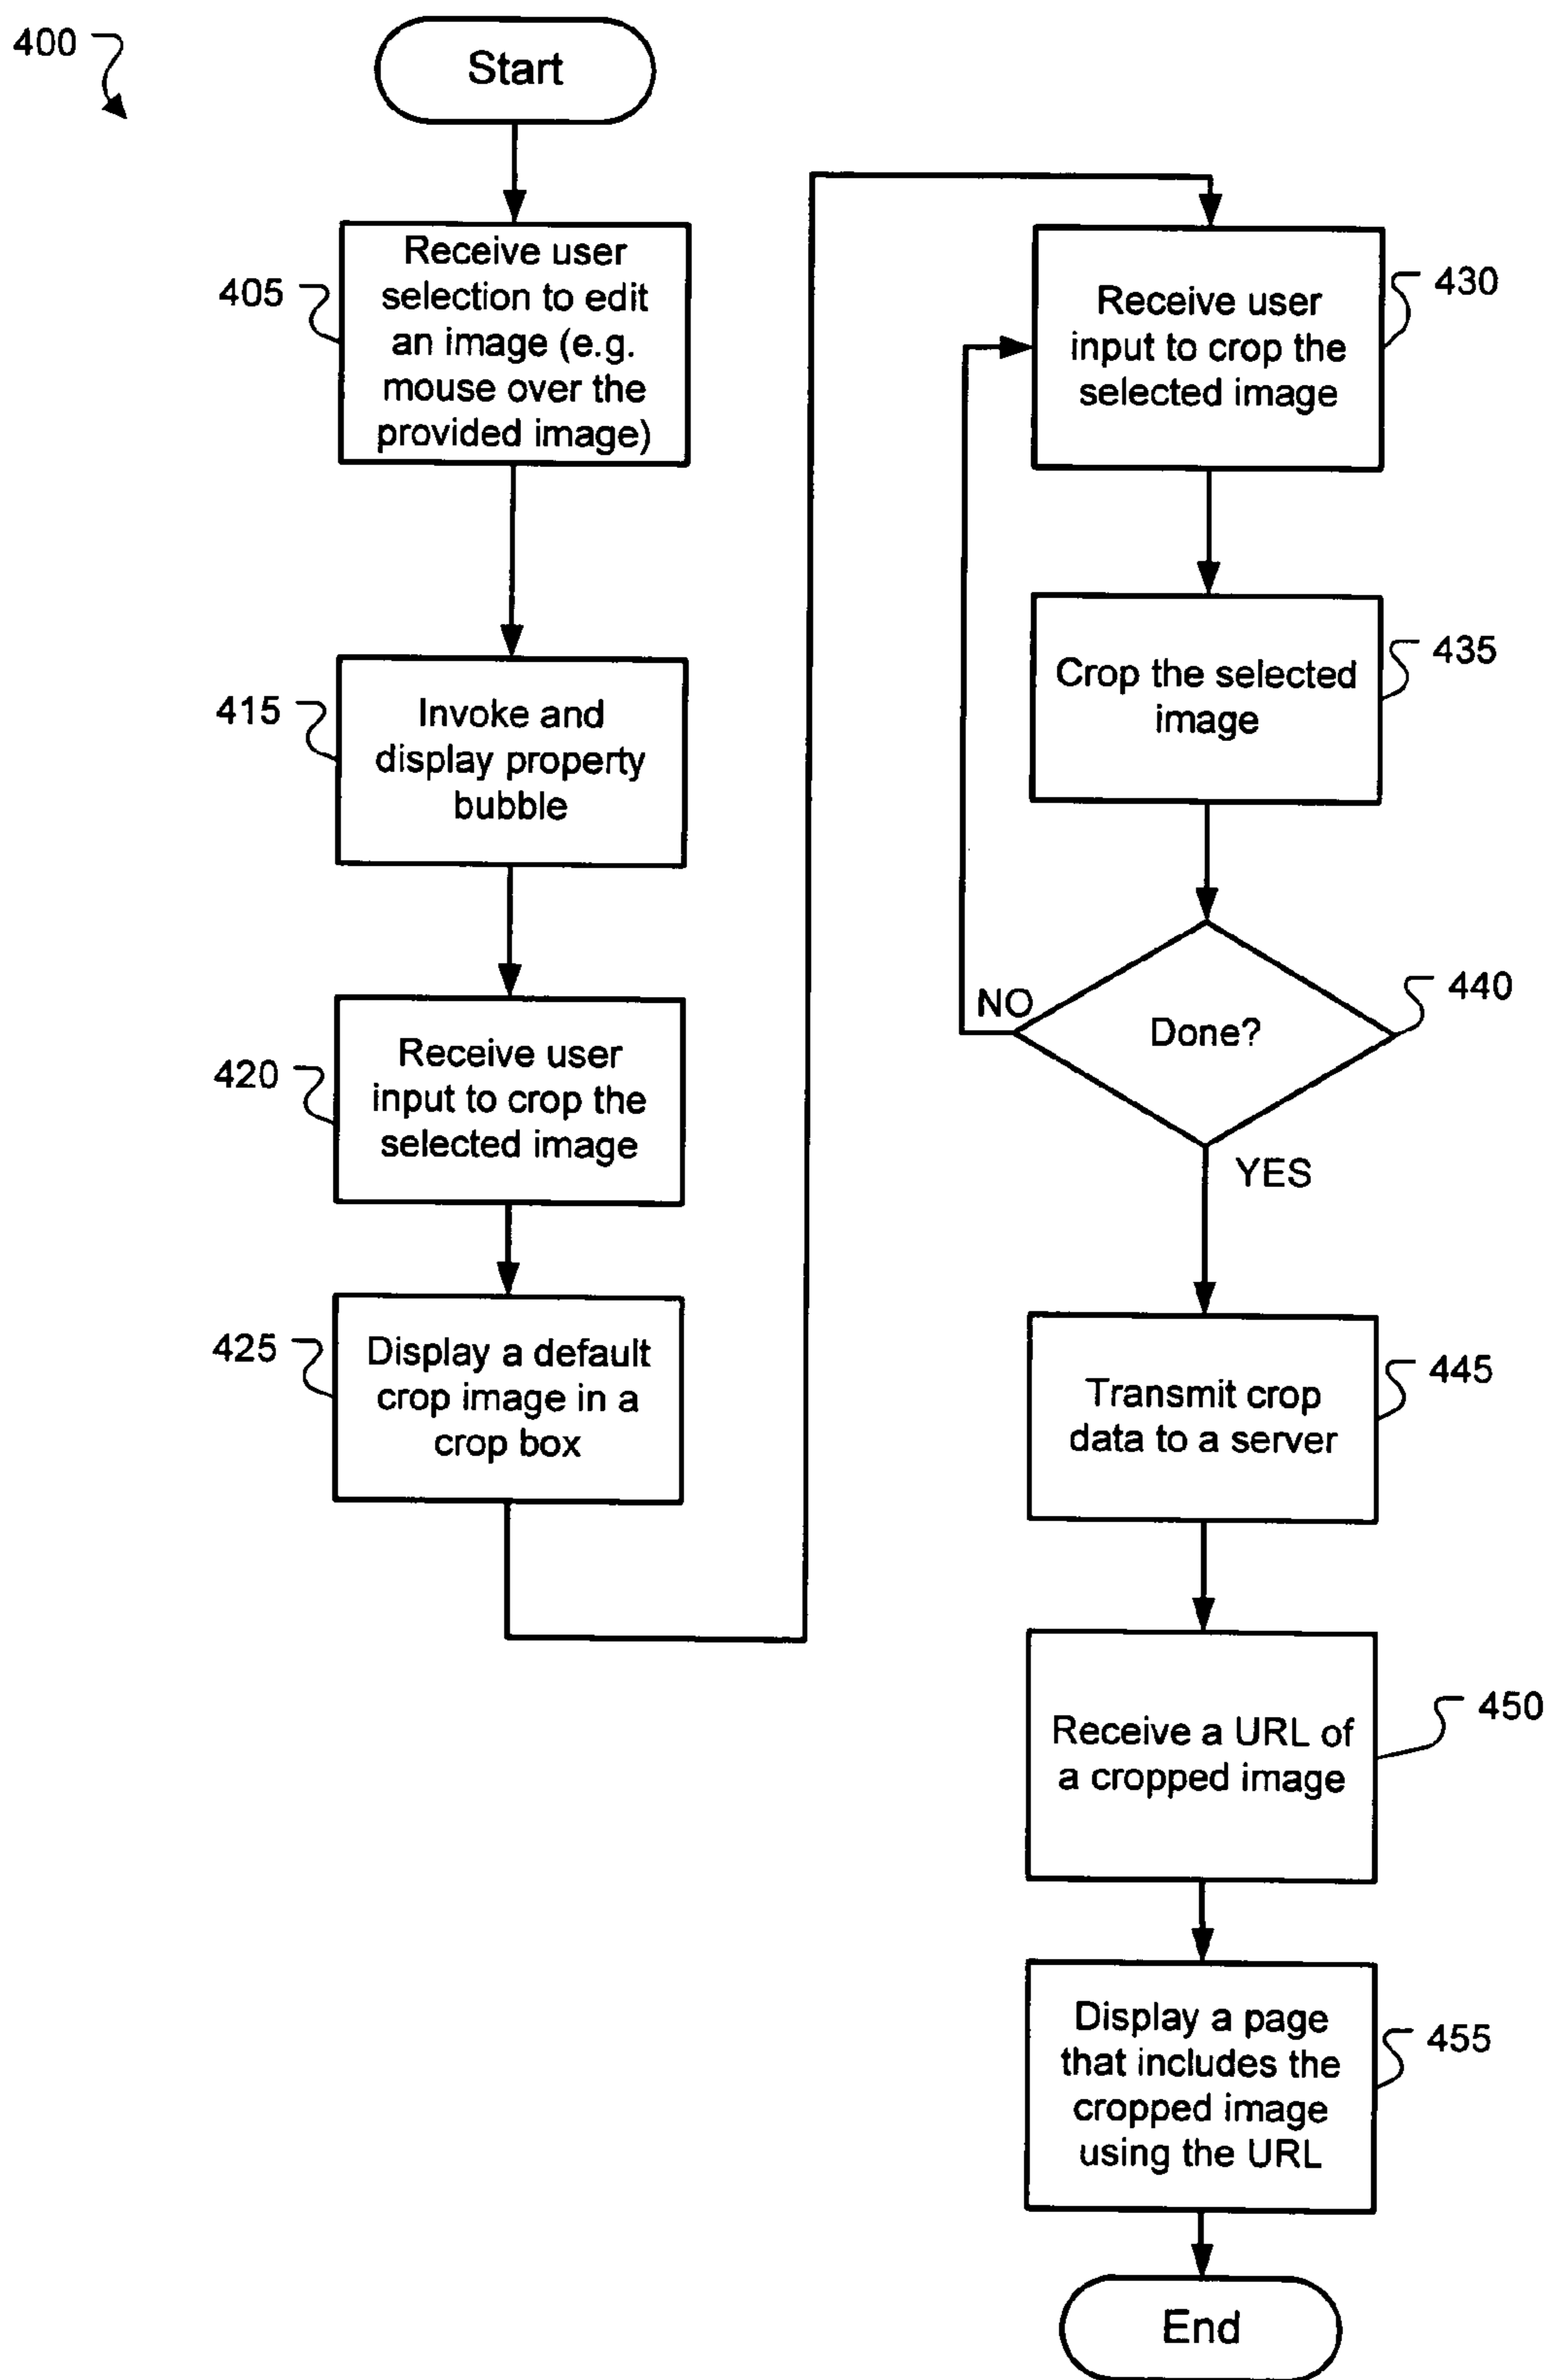 400
Start
405
Receive user
selection to edit
an image (e.g.
mouse over the
provided image)
415
Invoke and
display property
bubble
420
Receive user
input to crop the
selected image
425
Display a default
crop image in a
crop box
430
Receive user
input to crop the
selected image
435
Crop the selected
image
440
Done?
NO
YES
445
Transmit crop
data to a server
450
Receive a URL of
a cropped image
455
Display a page
that includes the
cropped image
using the URL
End